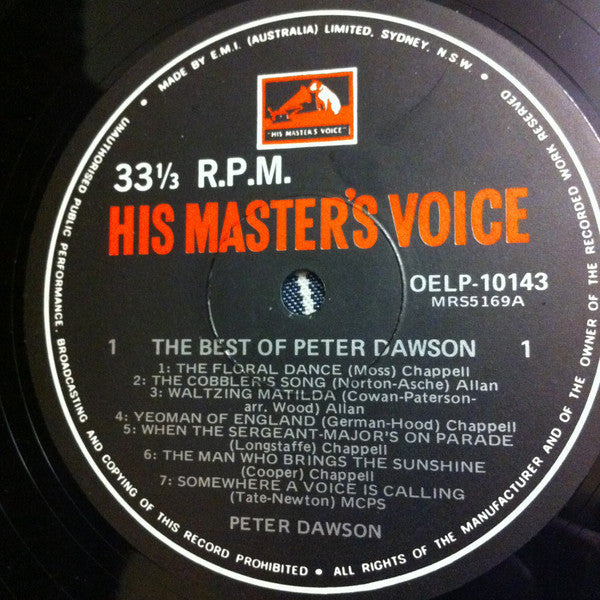 MADE BY E.M.I. (AUSTRALIA) LIMITED, SYDNEY, N.S.W. • UNAUTHORISED PUBLIC PERFORMANCE, BROADCASTING AND COPYING OF THIS RECORD PROHIBITED • ALL RIGHTS OF THE MANUFACTURER AND OF THE OWNER OF THE RECORDED WORK RESERVED
"HIS MASTER'S VOICE"
33⅓ R.P.M.
HIS MASTER'S VOICE
OELP-10143
MRS5169A
1 THE BEST OF PETER DAWSON 1
1: THE FLORAL DANCE (Moss) Chappell
2: THE COBBLER'S SONG (Norton-Asche) Allan
3: WALTZING MATILDA (Cowan-Paterson-
arr. Wood) Allan
4: YEOMAN OF ENGLAND (German-Hood) Chappell
5: WHEN THE SERGEANT-MAJOR'S ON PARADE
(Longstaffe) Chappell
6: THE MAN WHO BRINGS THE SUNSHINE
(Cooper) Chappell
7: SOMEWHERE A VOICE IS CALLING
(Tate-Newton) MCPS
PETER DAWSON